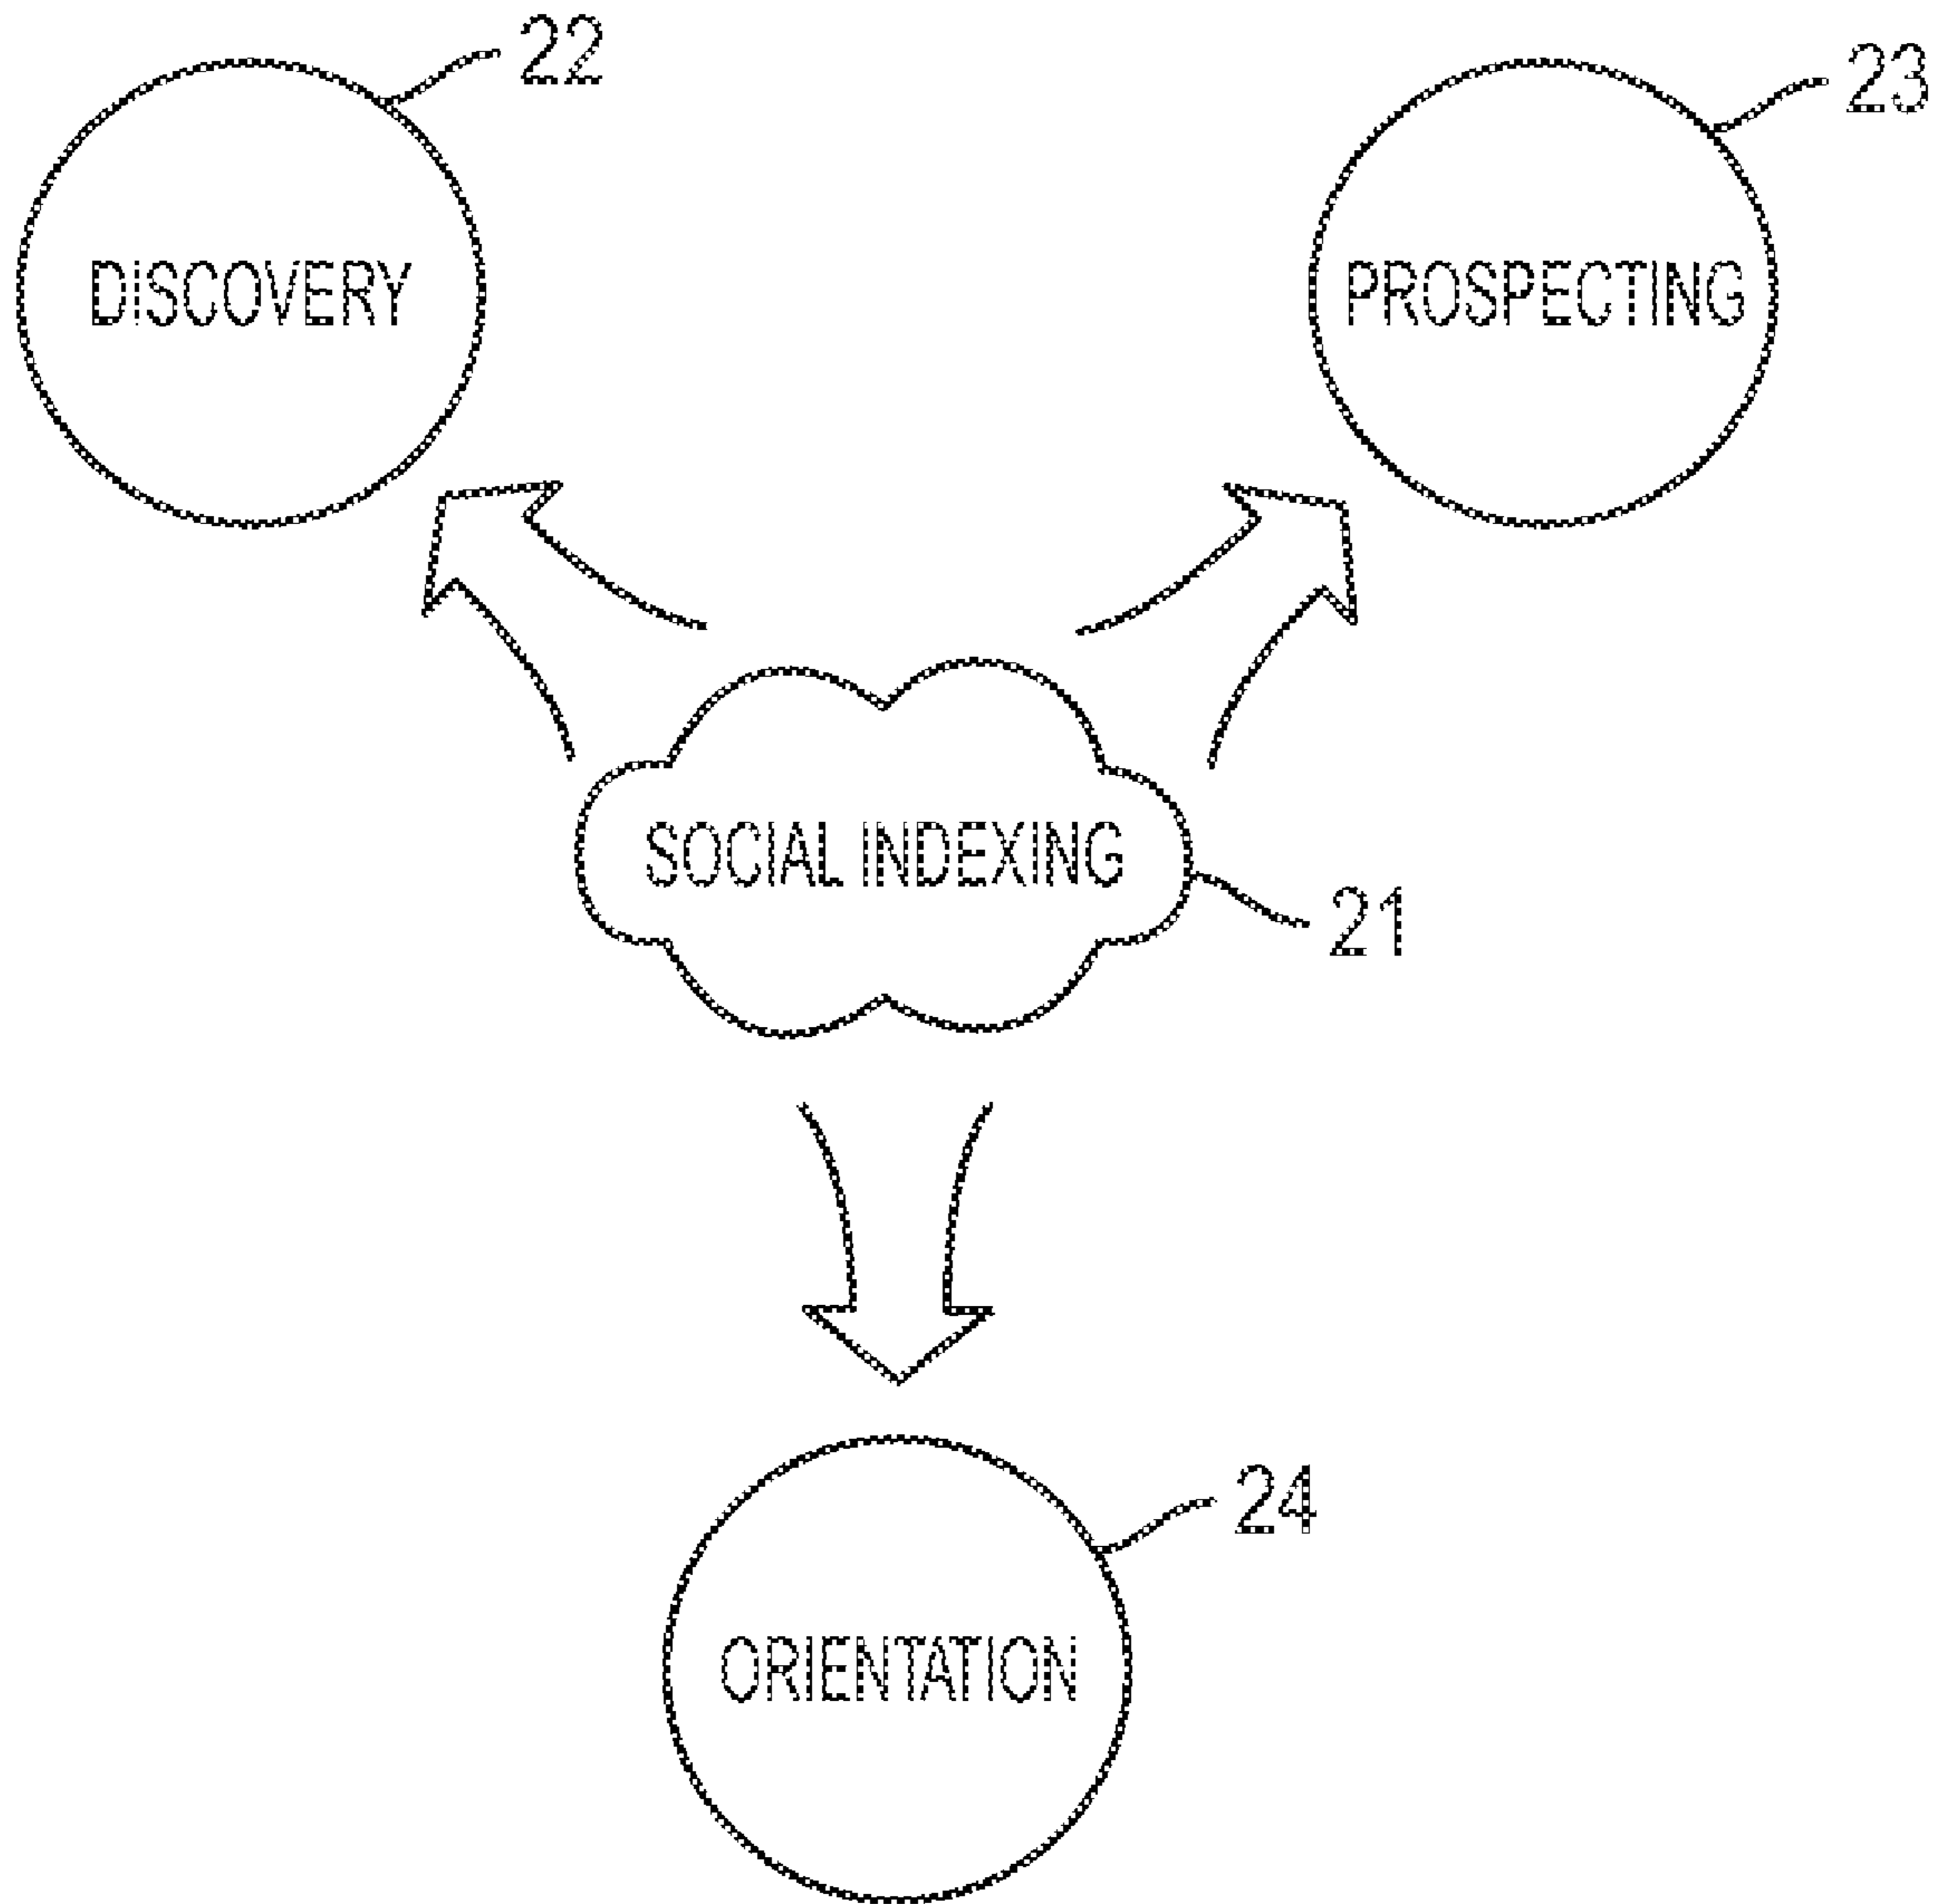 22
23
DISCOVERY
PROSPECTING
SOCIAL INDEXING
21
24
ORIENTATION